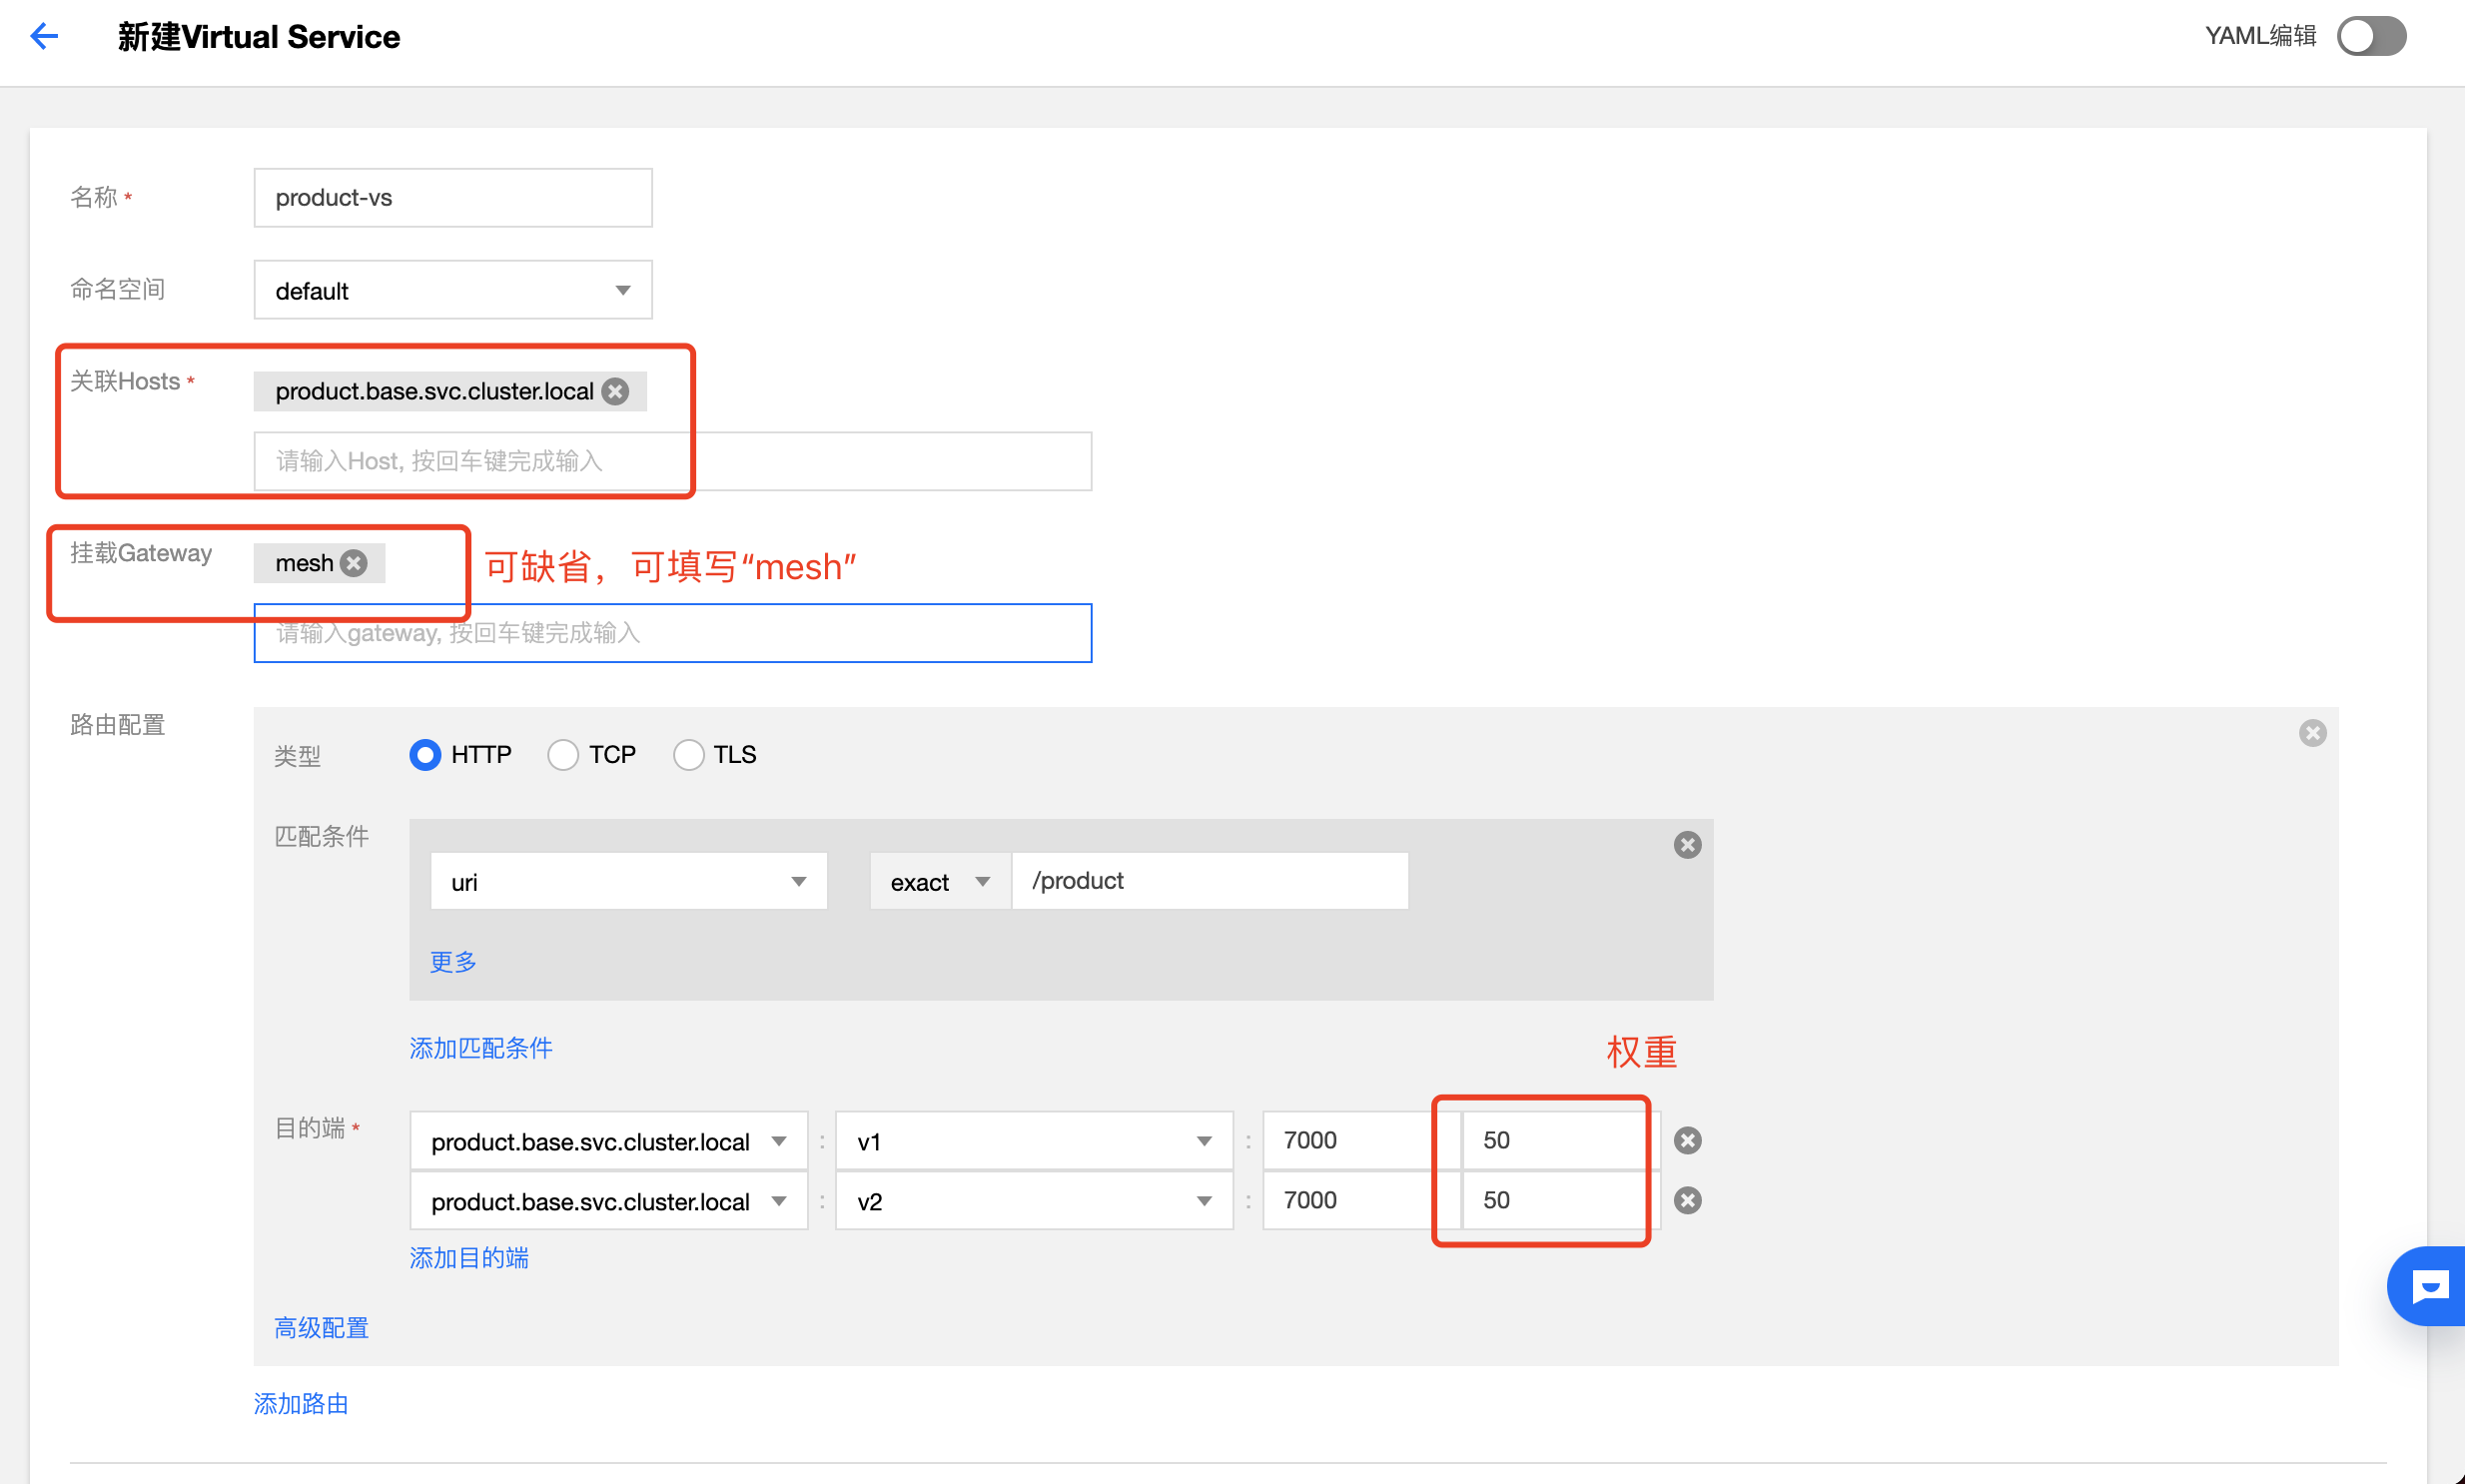 新建Virtual Service
YAML编辑
名称 *
product-vs
命名空间
default
关联Hosts *
product.base.svc.cluster.local
请输入Host, 按回车键完成输入
挂载Gateway
mesh
可缺省，可填写“mesh”
请输入gateway, 按回车键完成输入
路由配置
类型
HTTP
TCP
TLS
匹配条件
uri
exact
/product
更多
添加匹配条件
权重
目的端 *
product.base.svc.cluster.local : v1 : 7000 50
product.base.svc.cluster.local : v2 : 7000 50
添加目的端
高级配置
添加路由